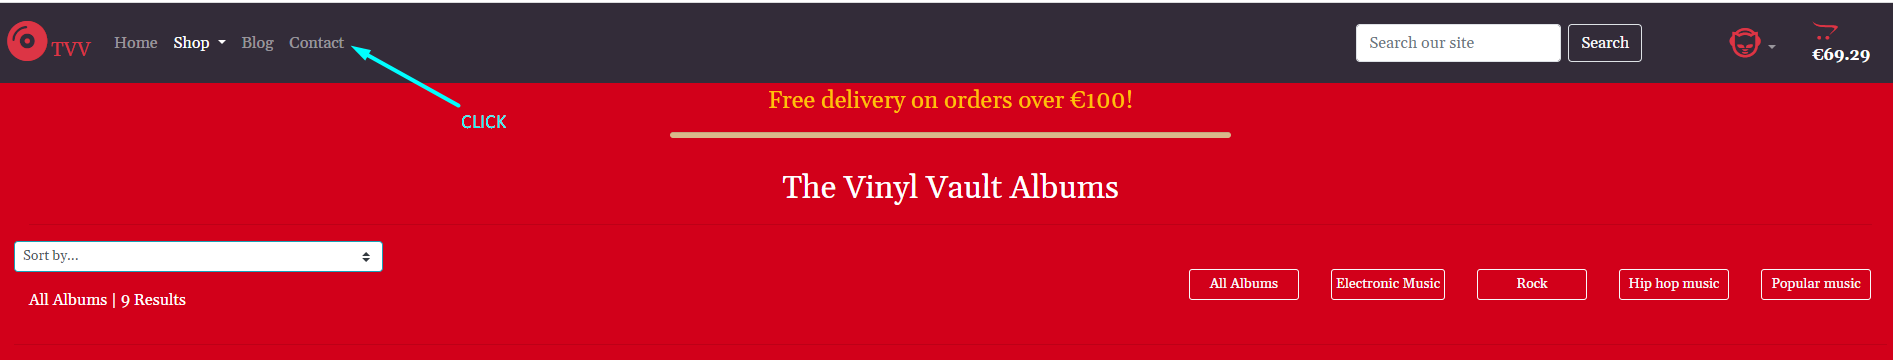 TVV Home Shop Blog Contact Search our site Search €69.29
CLICK
Free delivery on orders over €100!
The Vinyl Vault Albums
Sort by...
All Albums Electronic Music Rock Hip hop music Popular music
All Albums | 9 Results